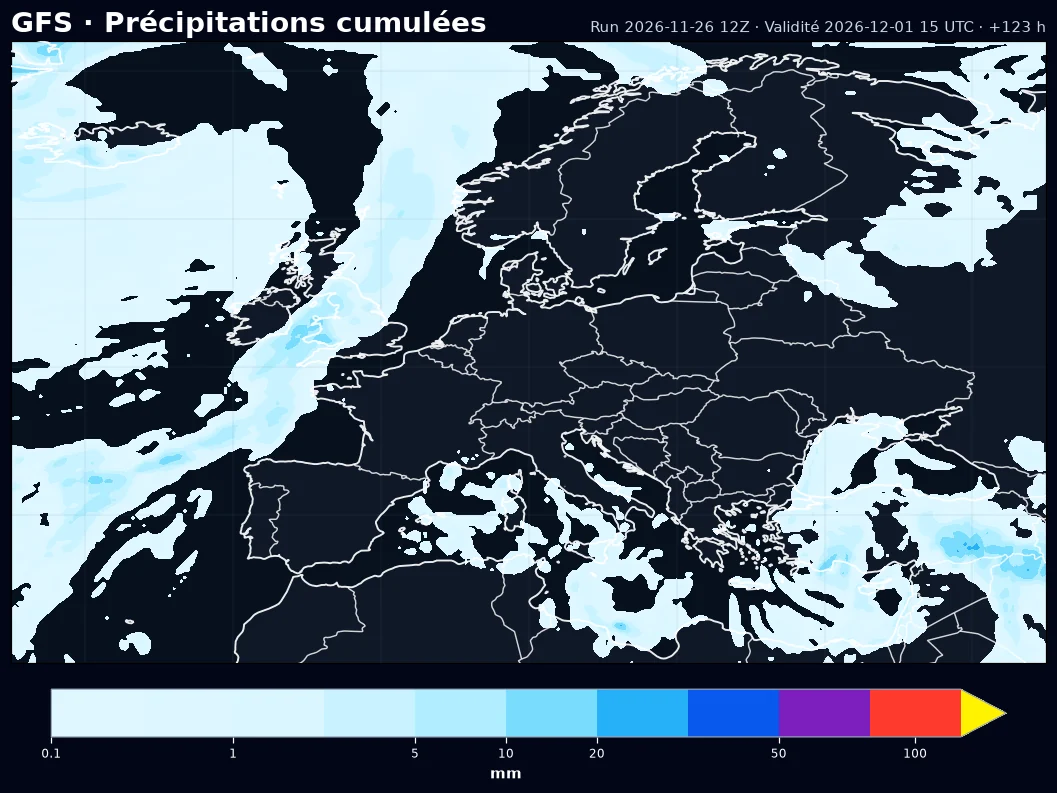 GFS · Précipitations cumulées
Run 2026-11-26 12Z · Validité 2026-12-01 15 UTC · +123 h
0.1 1 5 10 20 50 100
mm